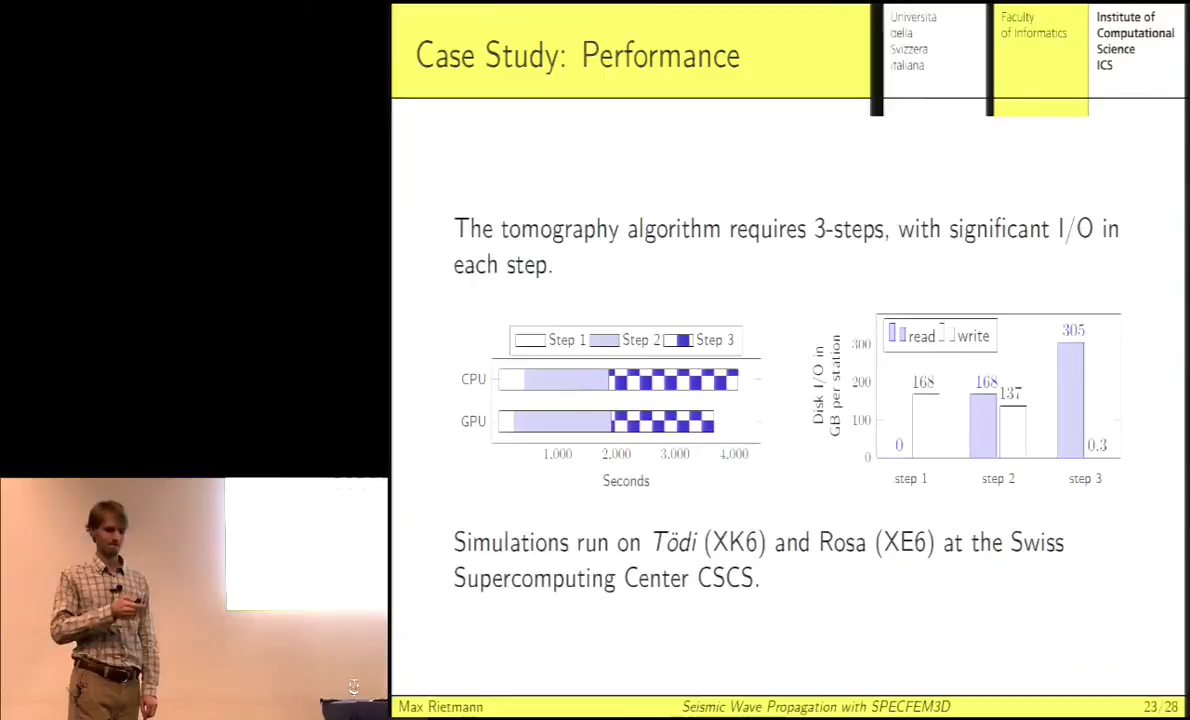 Case Study: Performance
Università
della
Svizzera
italiana
Faculty
of Informatics
Institute of
Computational
Science
ICS
The tomography algorithm requires 3-steps, with significant I/O in
each step.
Step 1 Step 2 Step 3
CPU
GPU
1,000 2,000 3,000 4,000
Seconds
Disk I/O in
GB per station
read write
300
200
100
0
0 168 168 137 305 0.3
step 1 step 2 step 3
Simulations run on Tödi (XK6) and Rosa (XE6) at the Swiss
Supercomputing Center CSCS.
Max Rietmann Seismic Wave Propagation with SPECFEM3D 23/28